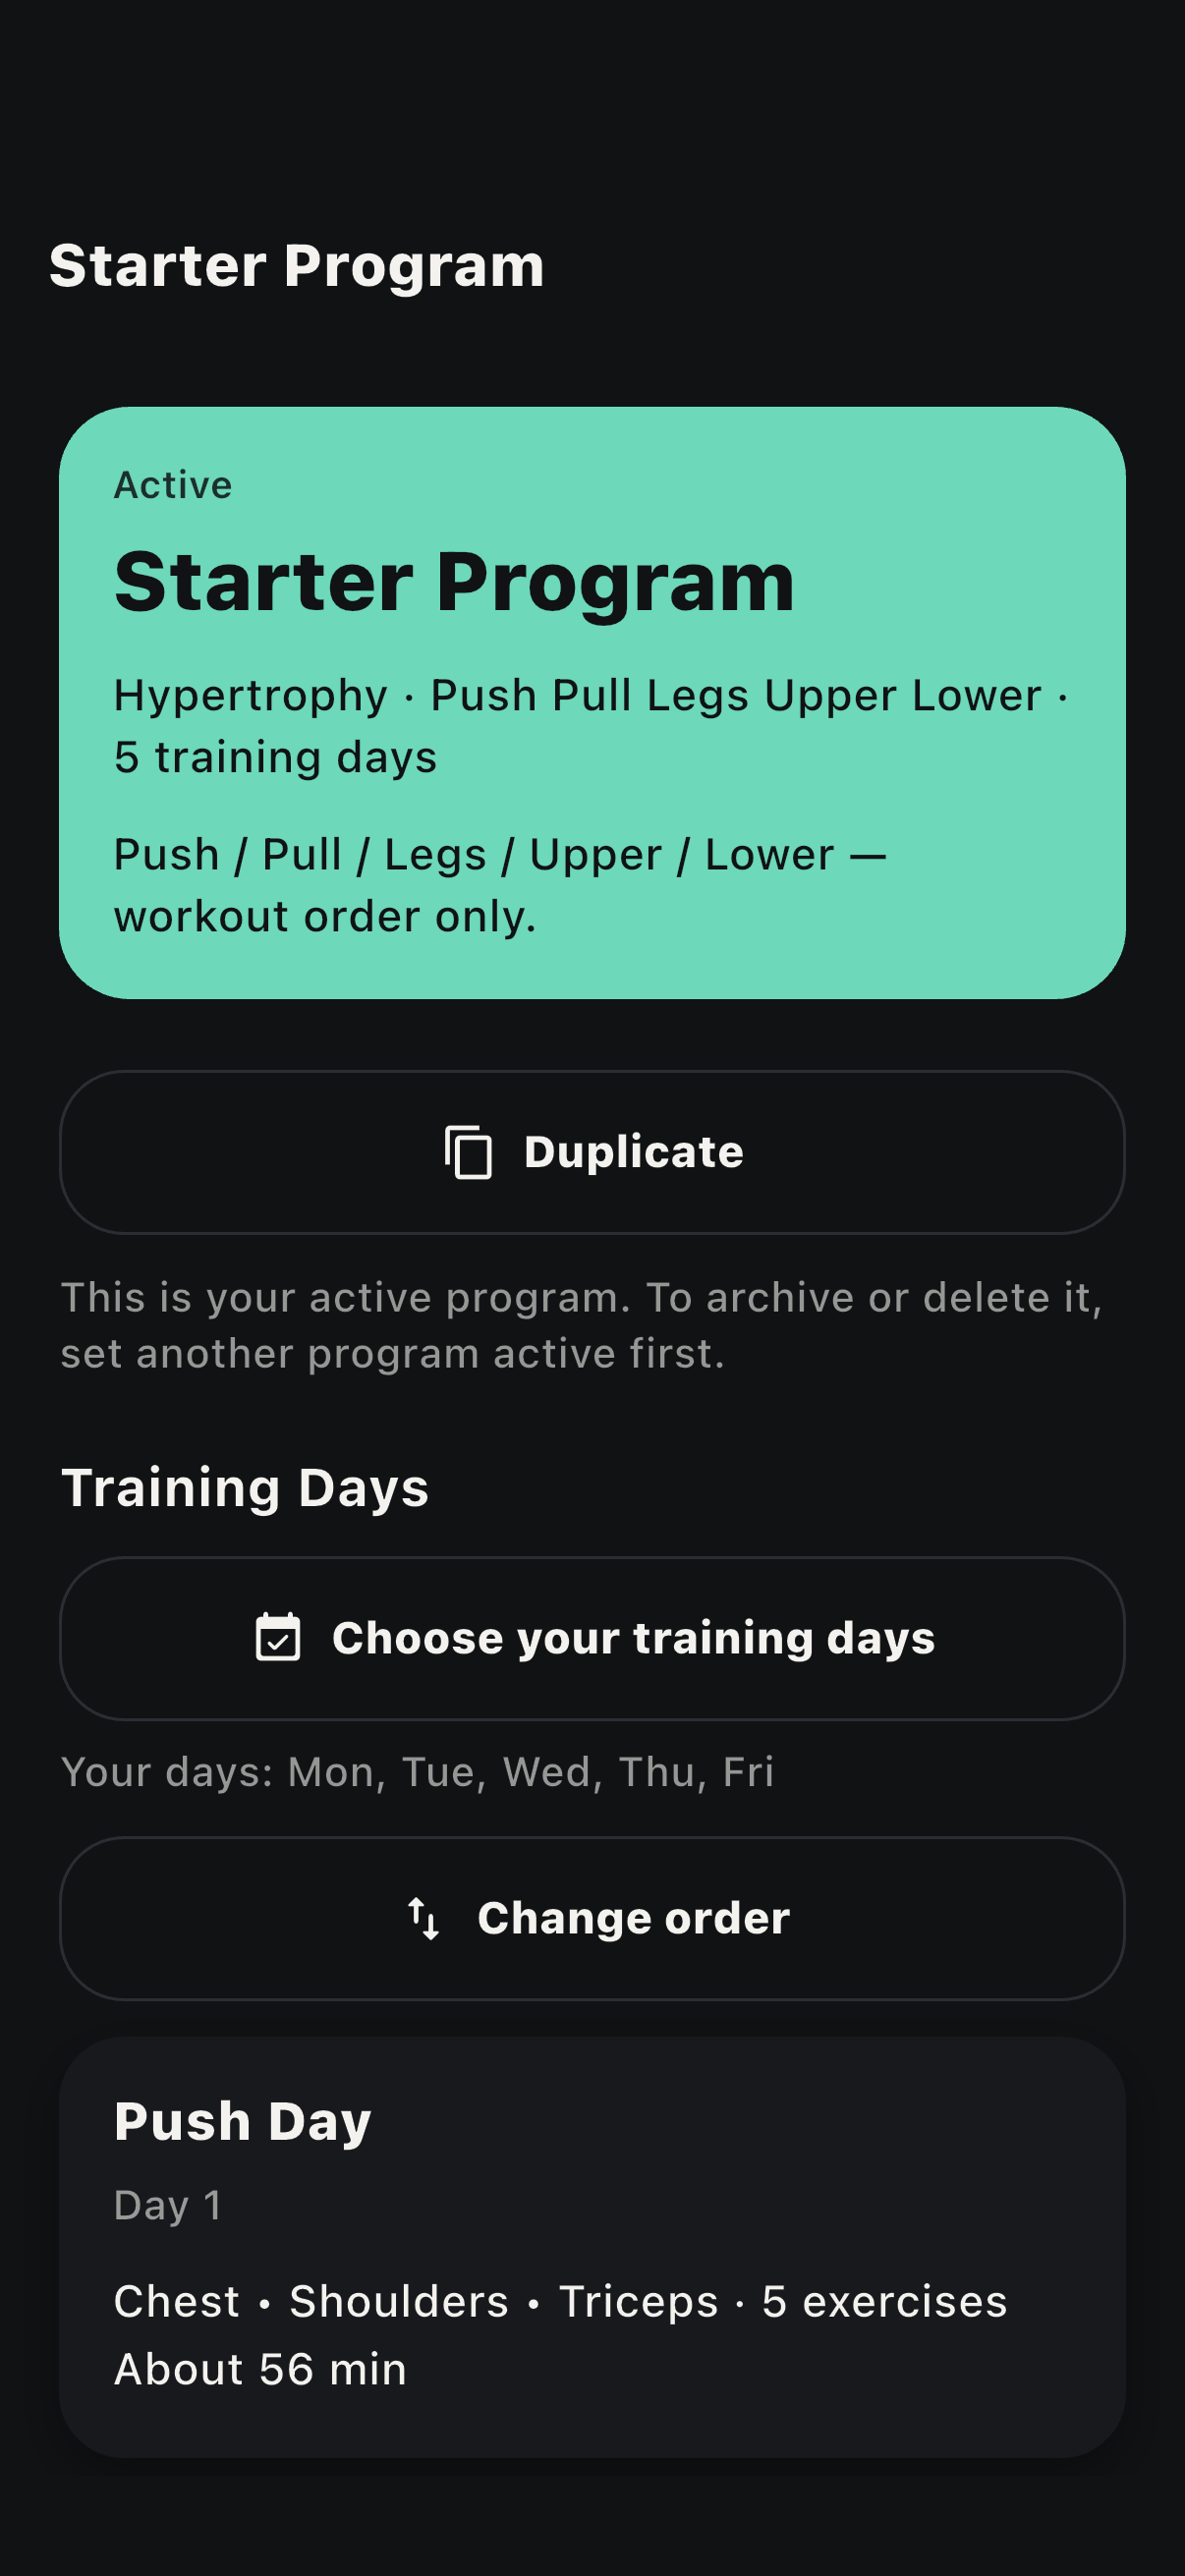 Starter Program
Active
Starter Program
Hypertrophy · Push Pull Legs Upper Lower ·
5 training days
Push / Pull / Legs / Upper / Lower —
workout order only.
Duplicate
This is your active program. To archive or delete it,
set another program active first.
Training Days
Choose your training days
Your days: Mon, Tue, Wed, Thu, Fri
Change order
Push Day
Day 1
Chest • Shoulders • Triceps · 5 exercises
About 56 min